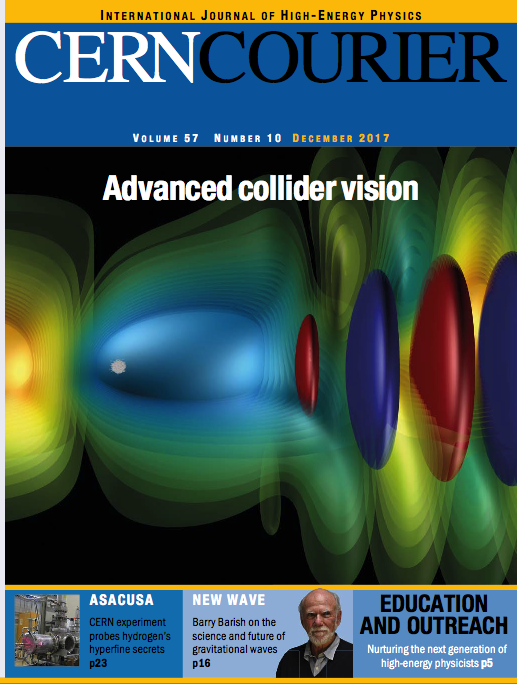 INTERNATIONAL JOURNAL OF HIGH-ENERGY PHYSICS
CERNCOURIER
VOLUME 57 NUMBER 10 DECEMBER 2017
Advanced collider vision
ASACUSA
CERN experiment
probes hydrogen's
hyperfine secrets
p23
NEW WAVE
Barry Barish on the
science and future of
gravitational waves
p16
EDUCATION
AND OUTREACH
Nurturing the next generation of
high-energy physicists p5